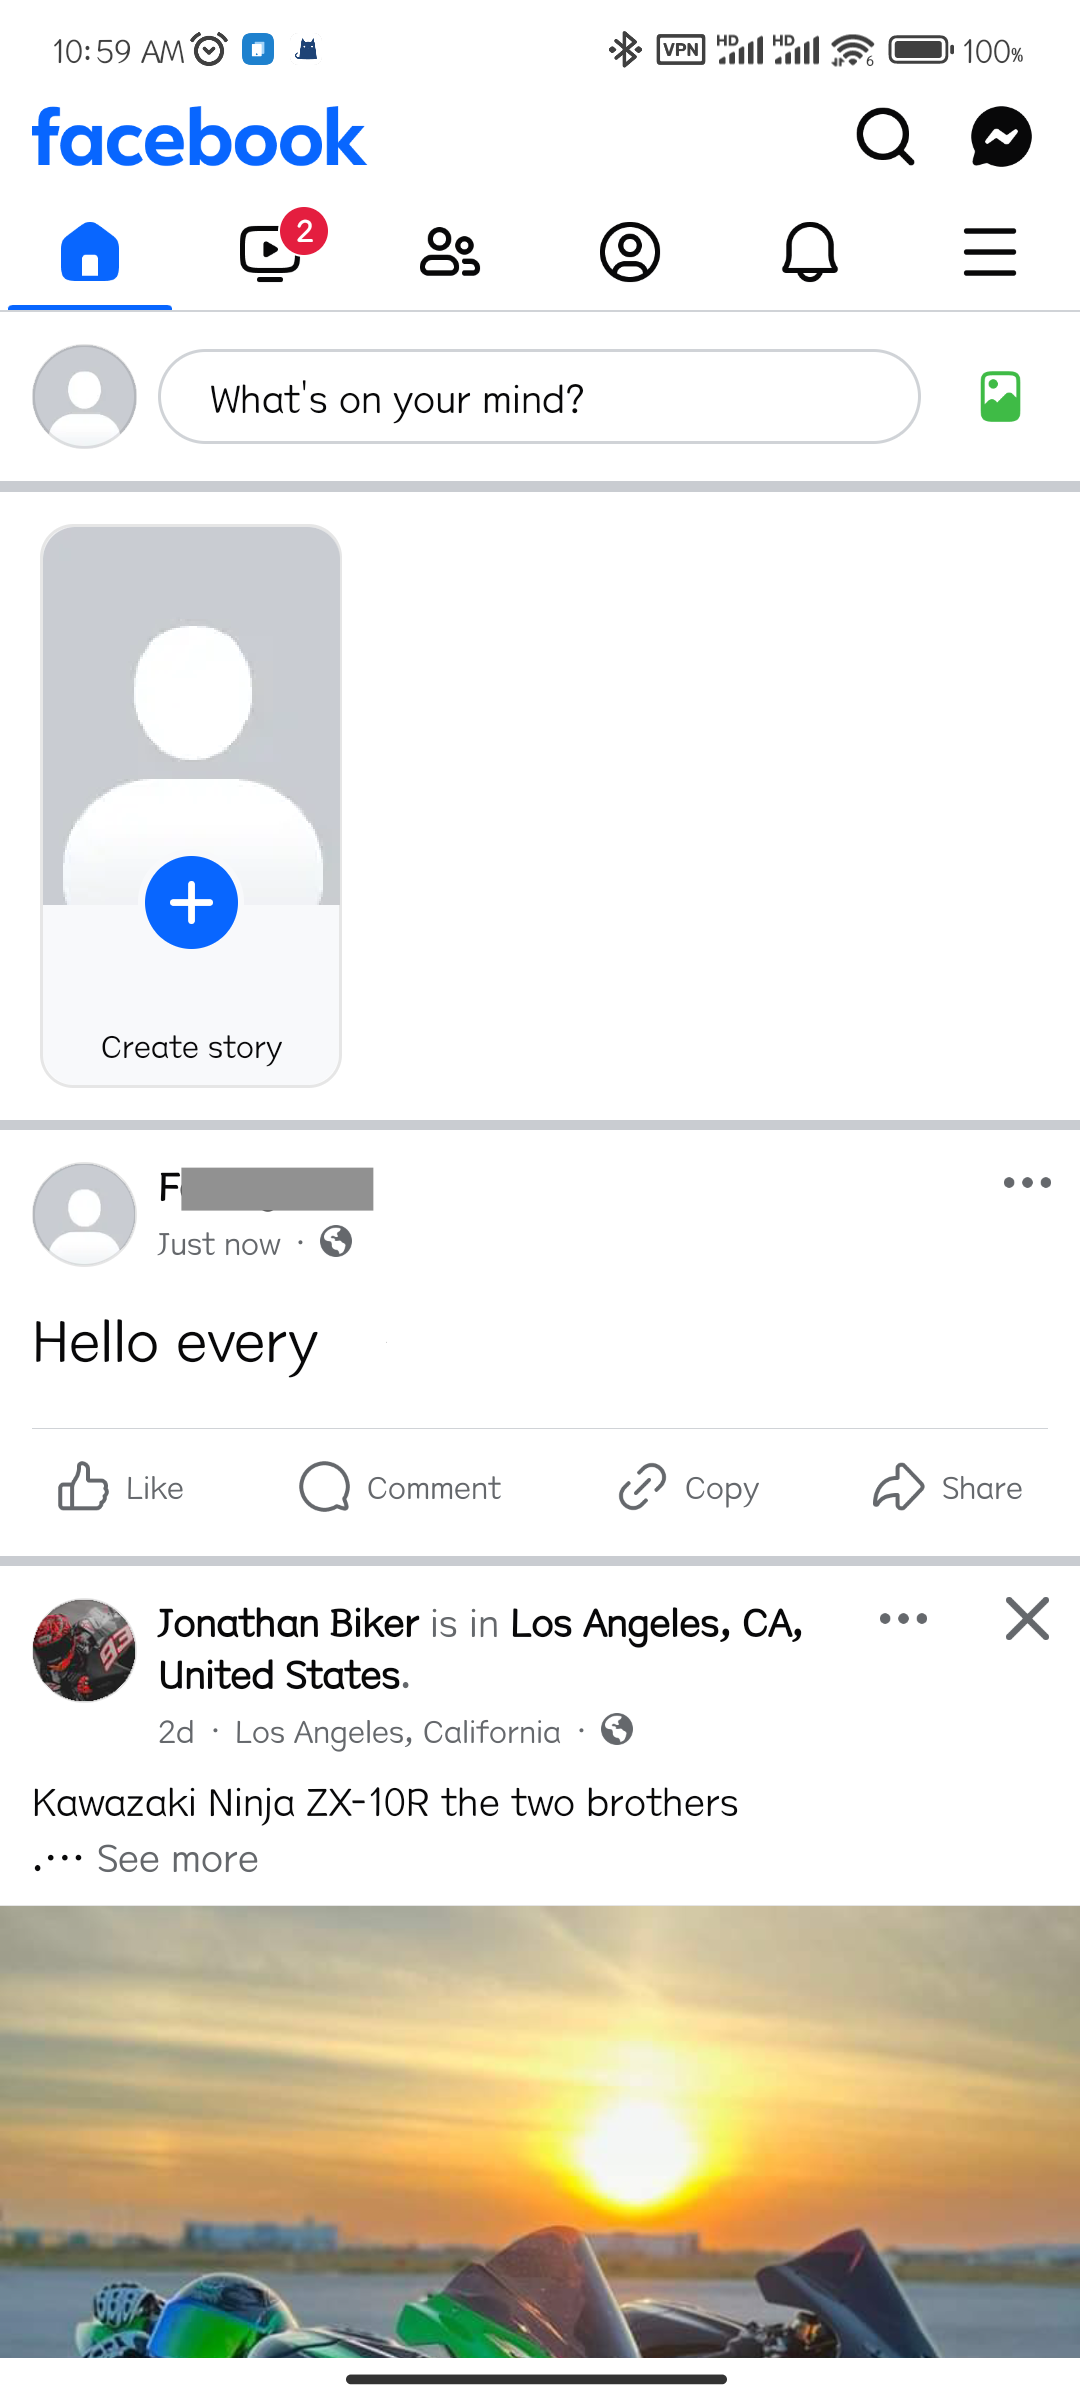 10:59 AM
VPN
HD
HD
6
100%
facebook
2
What's on your mind?
Create story
F
Just now ·
Hello every
Like
Comment
Copy
Share
Jonathan Biker is in Los Angeles, CA,
United States.
2d · Los Angeles, California ·
Kawazaki Ninja ZX-10R the two brothers
.… See more
93